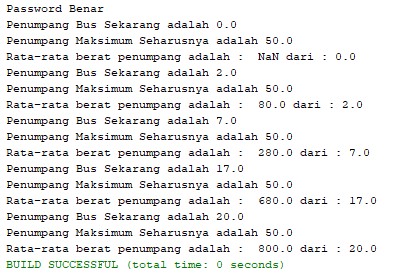 Password Benar
Penumpang Bus Sekarang adalah 0.0
Penumpang Maksimum Seharusnya adalah 50.0
Rata-rata berat penumpang adalah :  NaN dari : 0.0
Penumpang Bus Sekarang adalah 2.0
Penumpang Maksimum Seharusnya adalah 50.0
Rata-rata berat penumpang adalah :  80.0 dari : 2.0
Penumpang Bus Sekarang adalah 7.0
Penumpang Maksimum Seharusnya adalah 50.0
Rata-rata berat penumpang adalah :  280.0 dari : 7.0
Penumpang Bus Sekarang adalah 17.0
Penumpang Maksimum Seharusnya adalah 50.0
Rata-rata berat penumpang adalah :  680.0 dari : 17.0
Penumpang Bus Sekarang adalah 20.0
Penumpang Maksimum Seharusnya adalah 50.0
Rata-rata berat penumpang adalah :  800.0 dari : 20.0
BUILD SUCCESSFUL (total time: 0 seconds)